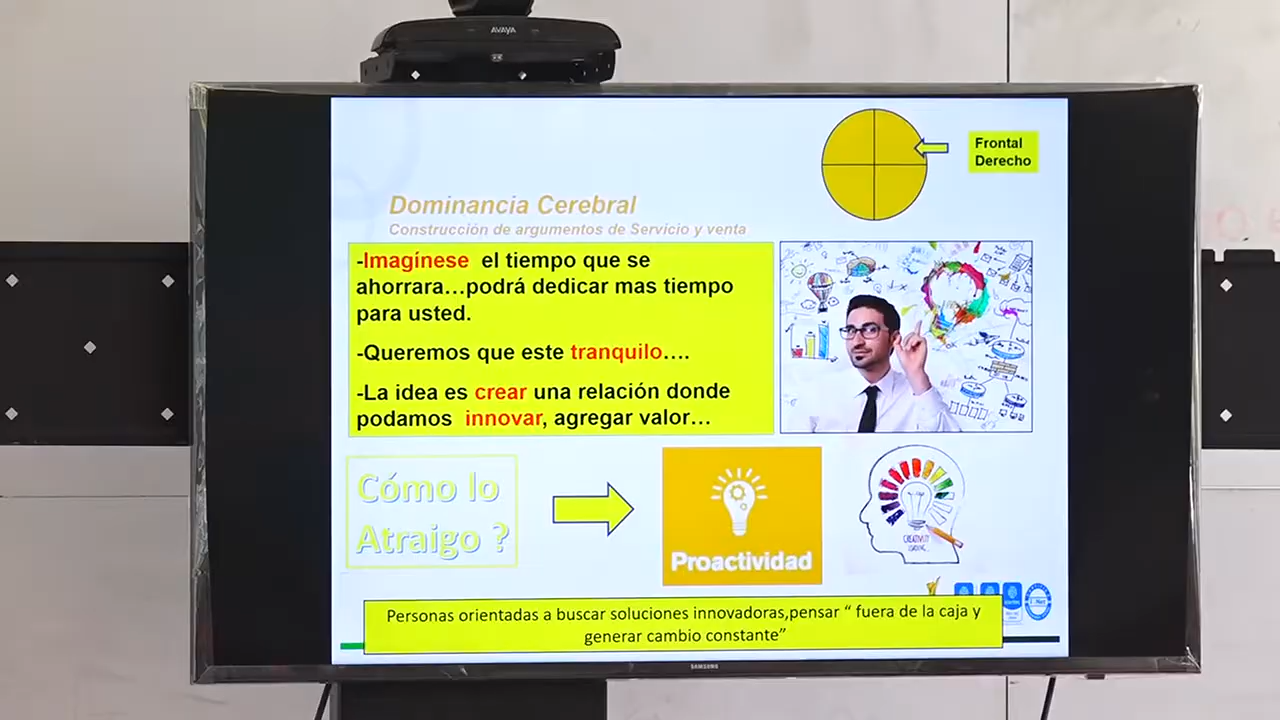 AVAYA
Frontal
Derecho
Dominancia Cerebral
Construcción de argumentos de Servicio y venta
-Imagínese el tiempo que se
ahorrara…podrá dedicar mas tiempo
para usted.
-Queremos que este tranquilo….
-La idea es crear una relación donde
podamos innovar, agregar valor…
Cómo lo
Atraigo ?
Proactividad
CREATIVITY
LOADING...
Personas orientadas a buscar soluciones innovadoras,pensar “ fuera de la caja y
generar cambio constante”
SAMSUNG